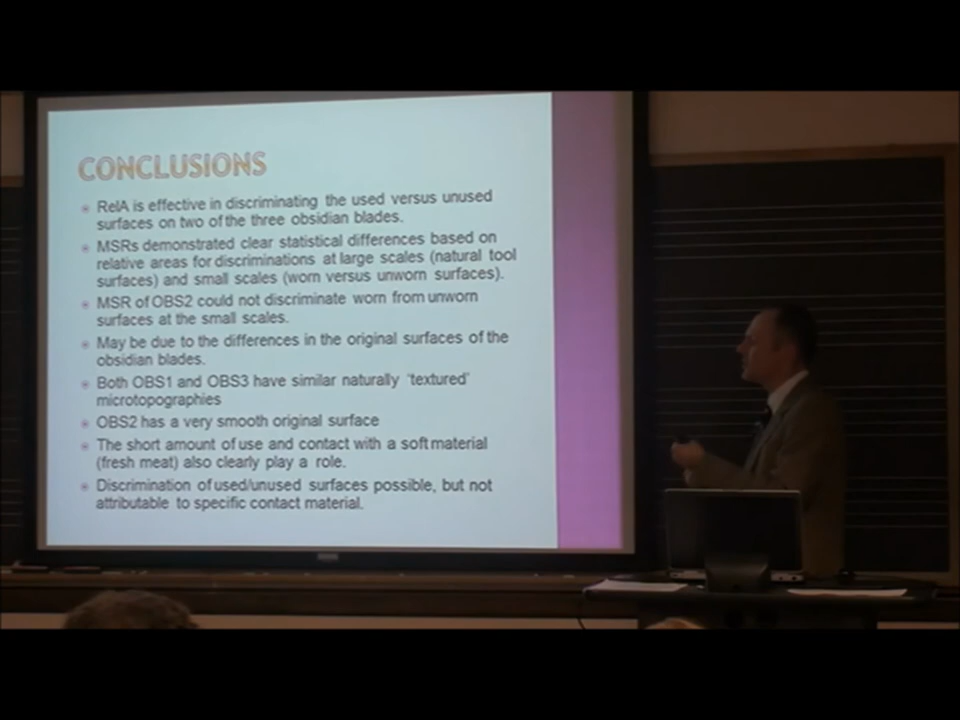 CONCLUSIONS
RelA is effective in discriminating the used versus unused
surfaces on two of the three obsidian blades.
MSRs demonstrated clear statistical differences based on
relative areas for discriminations at large scales (natural tool
surfaces) and small scales (worn versus unworn surfaces).
MSR of OBS2 could not discriminate worn from unworn
surfaces at the small scales.
May be due to the differences in the original surfaces of the
obsidian blades.
Both OBS1 and OBS3 have similar naturally 'textured'
microtopographies
OBS2 has a very smooth original surface
The short amount of use and contact with a soft material
(fresh meat) also clearly play a role.
Discrimination of used/unused surfaces possible, but not
attributable to specific contact material.